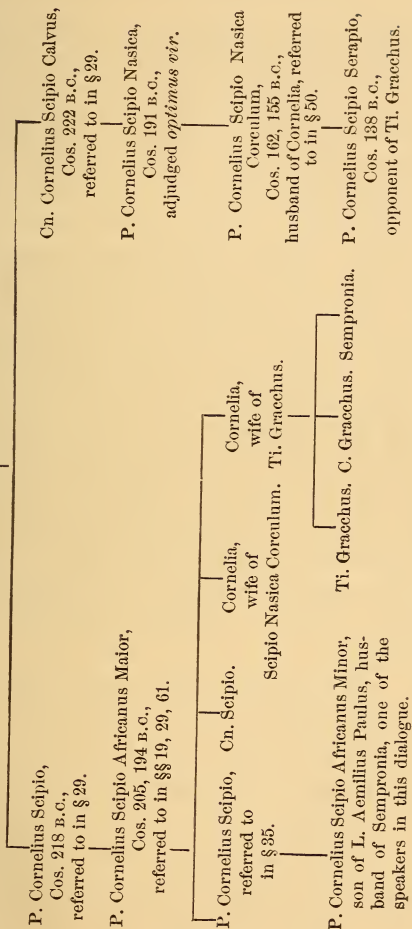 P. Cornelius Scipio,
Cos. 218 B.C.,
referred to in § 29.
Cn. Cornelius Scipio Calvus,
Cos. 222 B.C.,
referred to in § 29.
P. Cornelius Scipio Africanus Maior,
Cos. 205, 194 B.C.,
referred to in §§ 19, 29, 61.
P. Cornelius Scipio Nasica,
Cos. 191 B.C.,
adjudged optimus vir.
P. Cornelius Scipio,
referred to
in § 35.
Cn. Scipio.
Cornelia,
wife of
Scipio Nasica Corculum.
Cornelia,
wife of
Ti. Gracchus.
P. Cornelius Scipio Nasica
Corculum,
Cos. 162, 155 B.C.,
husband of Cornelia, referred
to in § 50.
P. Cornelius Scipio Africanus Minor,
son of L. Aemilius Paulus, hus-
band of Sempronia, one of the
speakers in this dialogue.
Ti. Gracchus. C. Gracchus. Sempronia.
P. Cornelius Scipio Serapio,
Cos. 138 B.C.,
opponent of Ti. Gracchus.